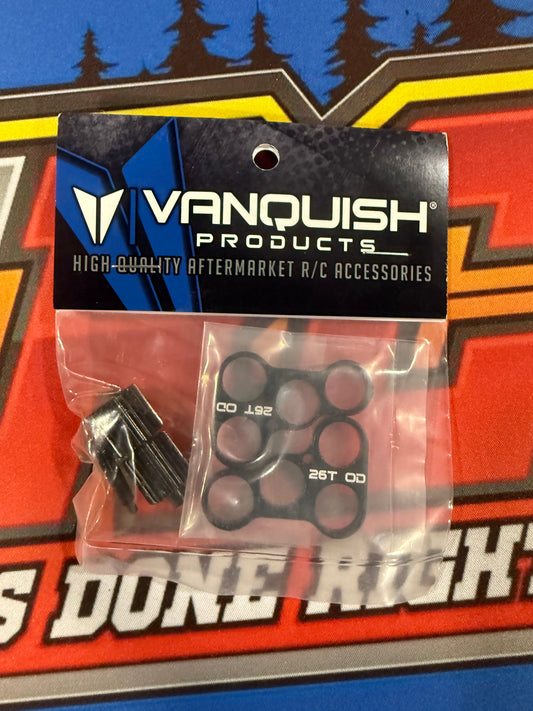 VANQUISH®
PRODUCTS
HIGH QUALITY AFTERMARKET R/C ACCESSORIES
26T OD
26T OD
S DONE RIGHT